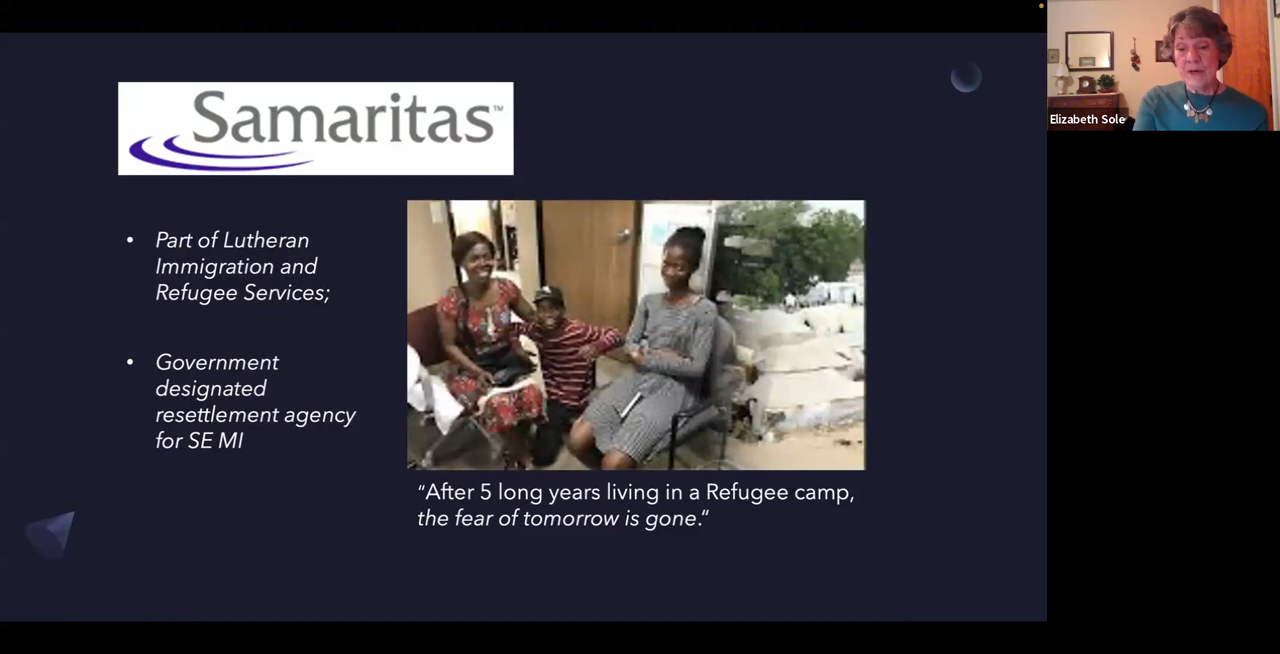 Samaritas™
• Part of Lutheran
Immigration and
Refugee Services;
• Government
designated
resettlement agency
for SE MI
"After 5 long years living in a Refugee camp,
the fear of tomorrow is gone."
Elizabeth Sole